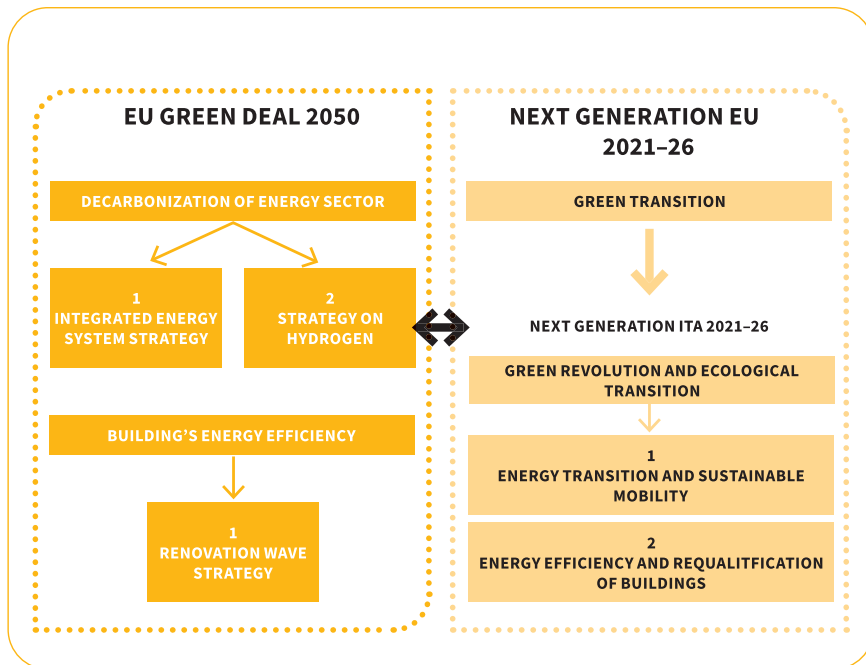 EU GREEN DEAL 2050
DECARBONIZATION OF ENERGY SECTOR
1
INTEGRATED ENERGY
SYSTEM STRATEGY
2
STRATEGY ON
HYDROGEN
BUILDING’S ENERGY EFFICIENCY
1
RENOVATION WAVE
STRATEGY
NEXT GENERATION EU
2021–26
GREEN TRANSITION
NEXT GENERATION ITA 2021–26
GREEN REVOLUTION AND ECOLOGICAL
TRANSITION
1
ENERGY TRANSITION AND SUSTAINABLE
MOBILITY
2
ENERGY EFFICIENCY AND REQUALITFICATION
OF BUILDINGS